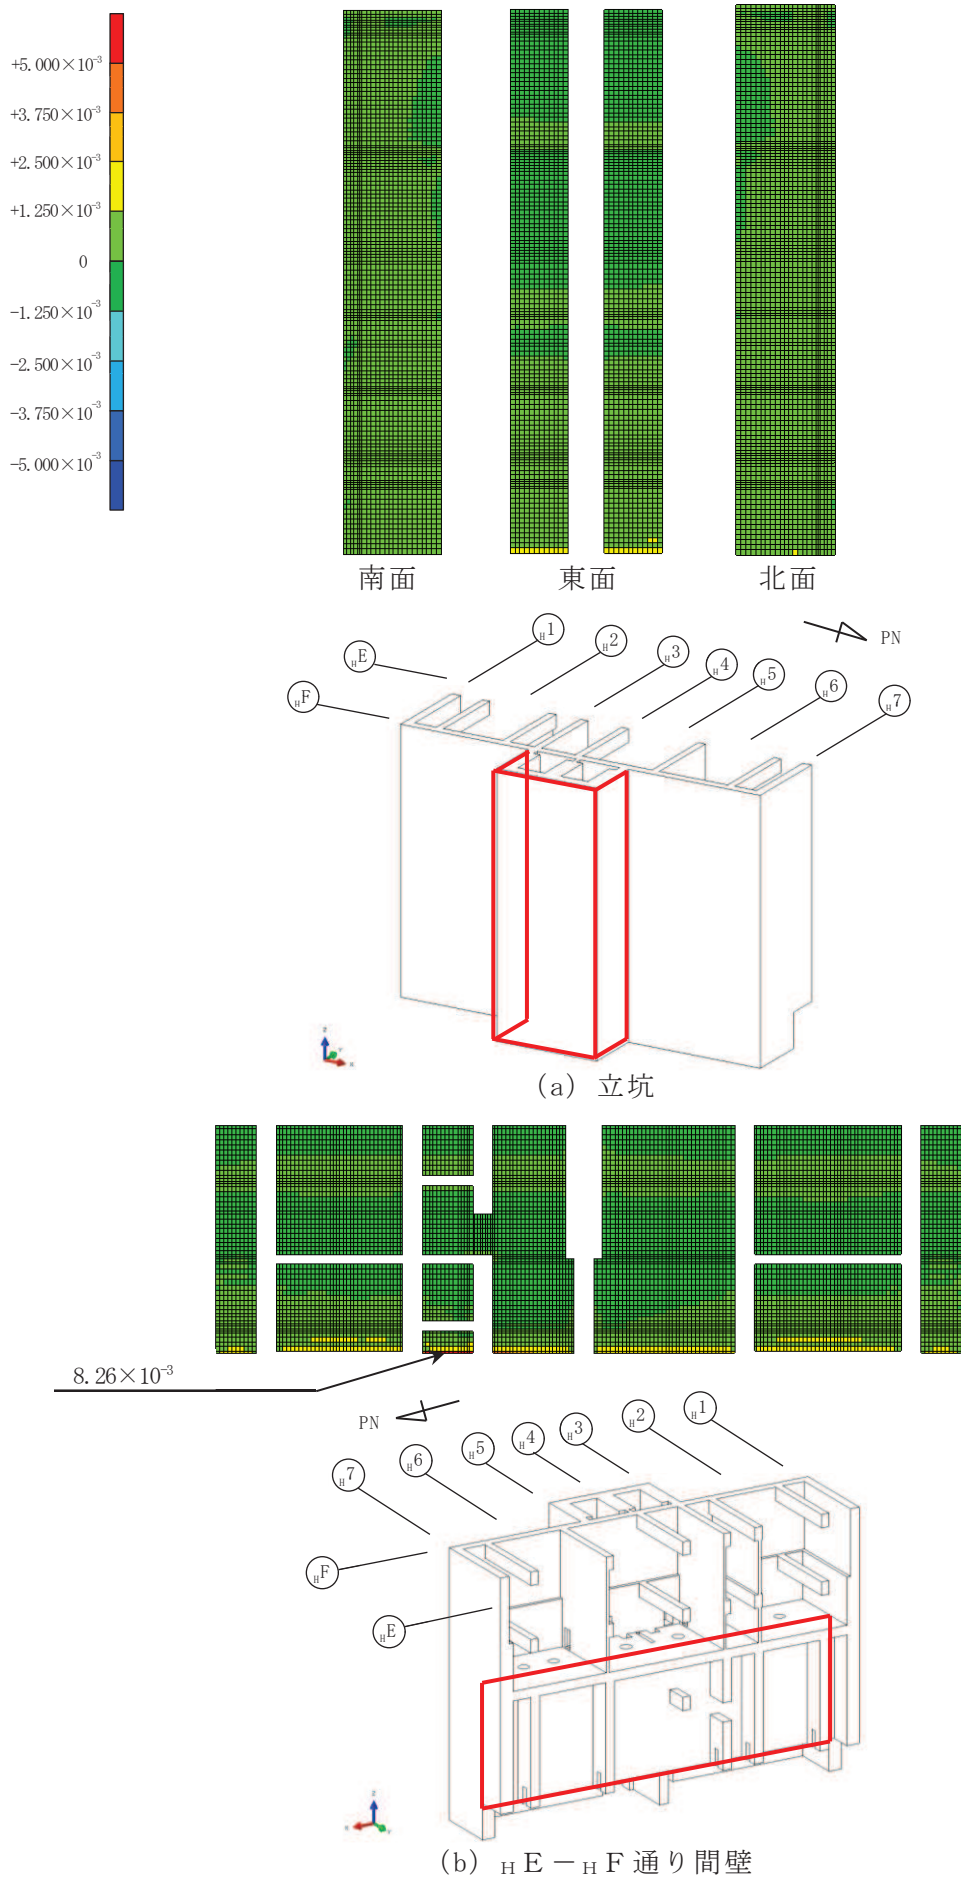 +5.000×10⁻³
+3.750×10⁻³
+2.500×10⁻³
+1.250×10⁻³
0
−1.250×10⁻³
−2.500×10⁻³
−3.750×10⁻³
−5.000×10⁻³
南面 東面 北面
PN
HE H1 H2 H3 H4 H5 H6 H7
HF
Z
Y
X
(a) 立坑
8.26×10⁻³
PN
H7 H6 H5 H4 H3 H2 H1
HF
HE
Z
X Y
(b) HE−HF通り間壁